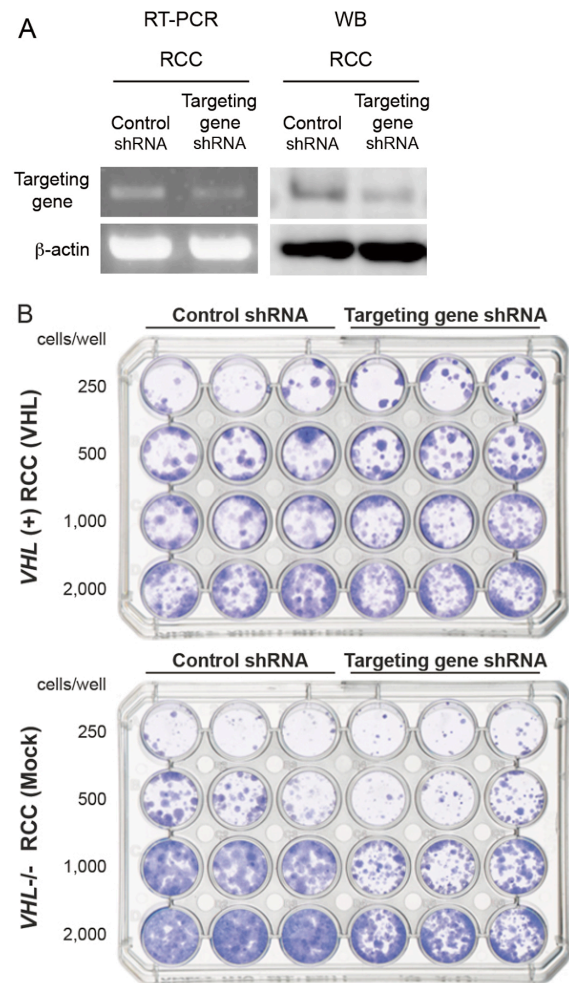 A
RT-PCR
WB
RCC
RCC
Control
shRNA
Targeting
gene
shRNA
Control
shRNA
Targeting
gene
shRNA
Targeting
gene
β-actin
B
Control shRNA
Targeting gene shRNA
cells/well
250
500
1,000
2,000
VHL (+) RCC (VHL)
Control shRNA
Targeting gene shRNA
cells/well
250
500
1,000
2,000
VHL-/- RCC (Mock)